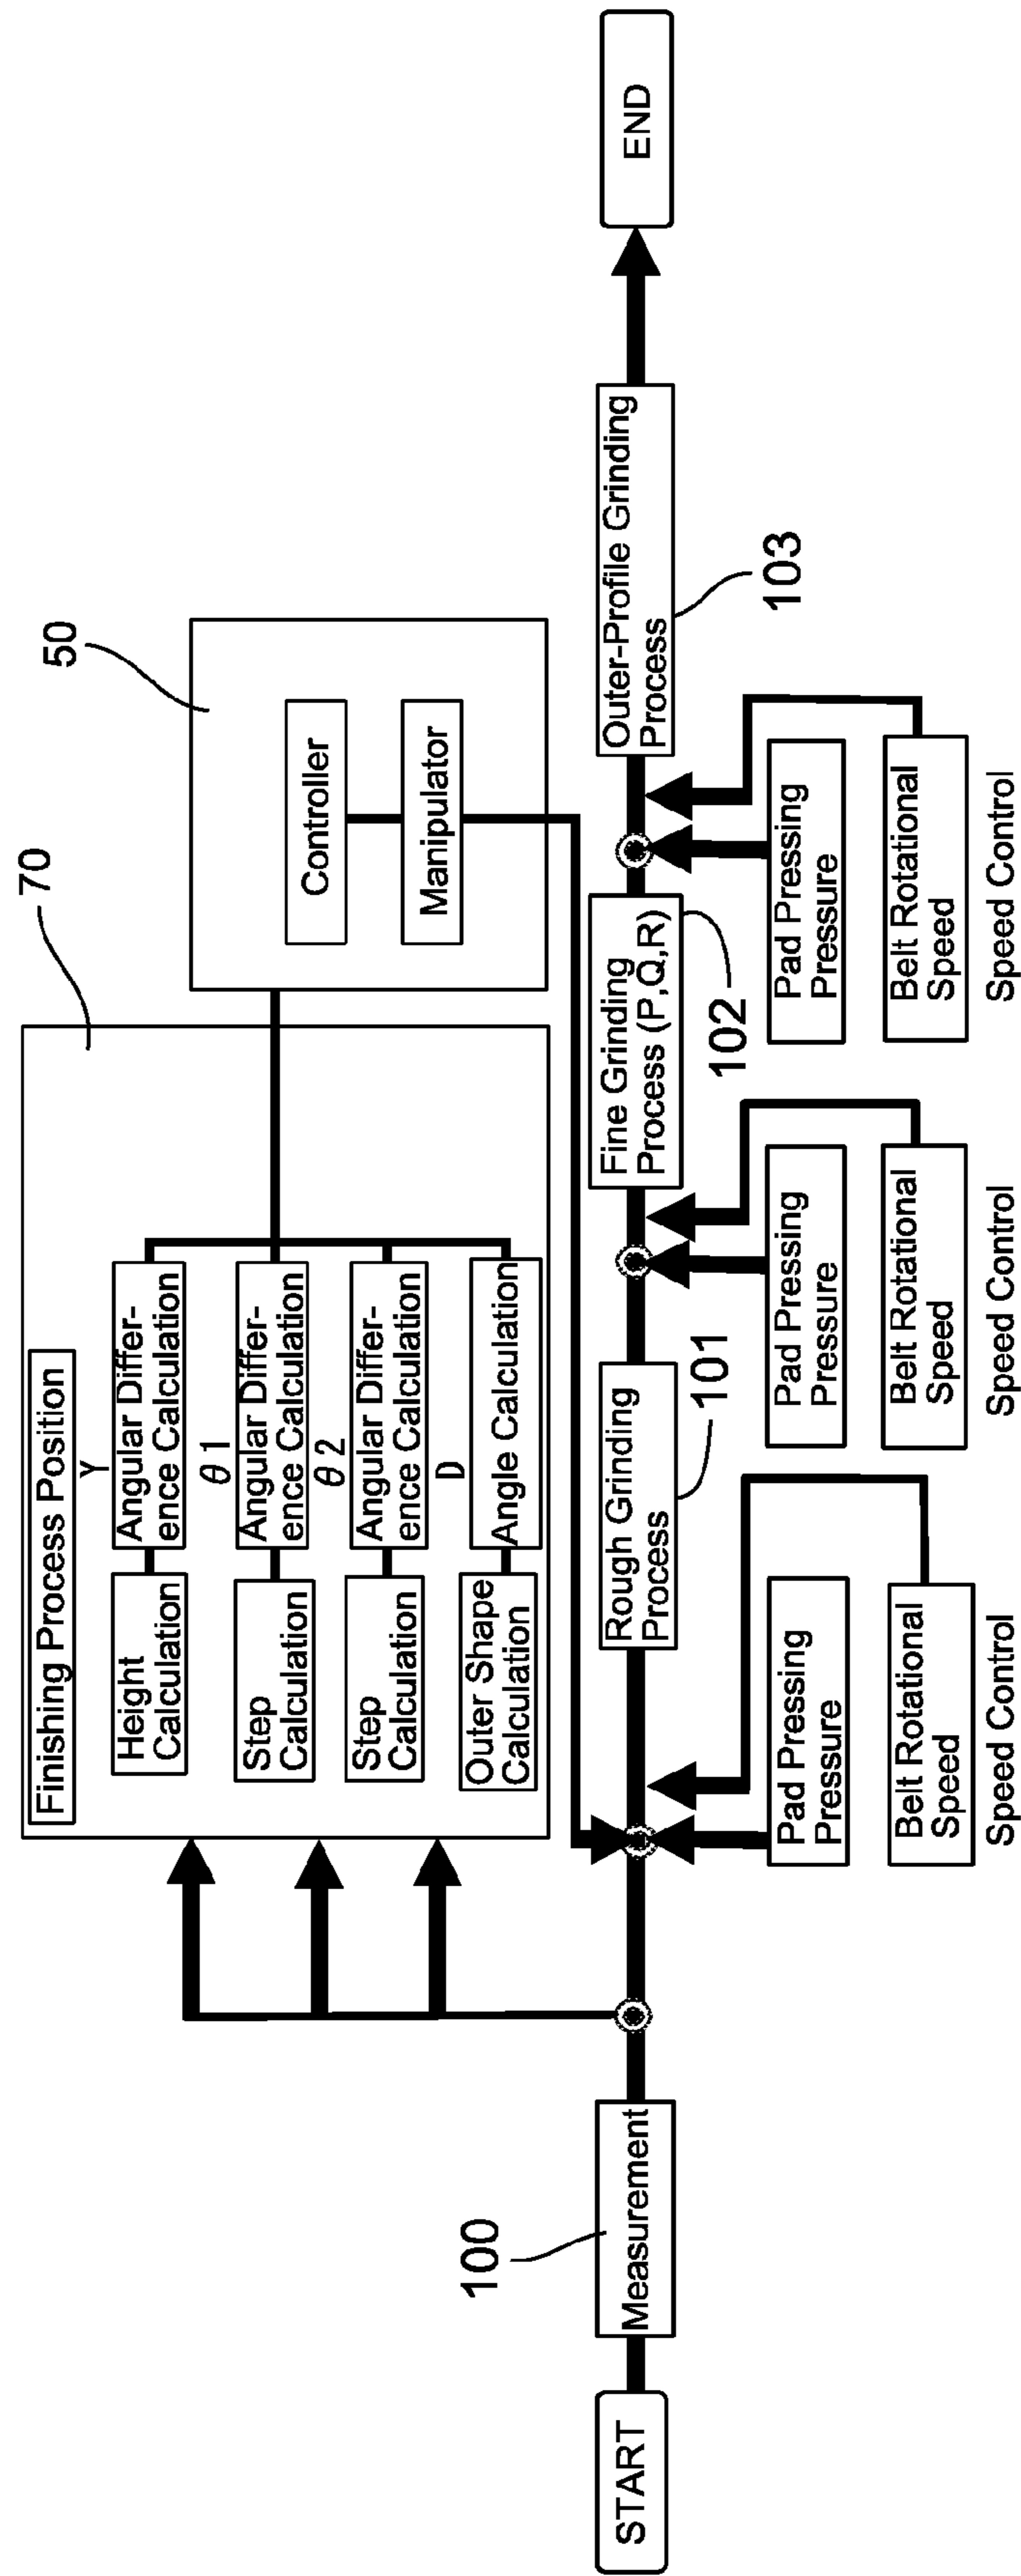 70
50
Finishing Process Position
Y
Height
Calculation
Angular Differ-
ence Calculation
θ1
Step
Calculation
Angular Differ-
ence Calculation
θ2
Step
Calculation
Angular Differ-
ence Calculation
D
Outer Shape
Calculation
Angle Calculation
Controller
Manipulator
100
START
Measurement
Rough Grinding
Process
101
Fine Grinding
Process (P,Q,R)
102
Outer-Profile Grinding
Process
103
END
Pad Pressing
Pressure
Belt Rotational
Speed
Speed Control
Pad Pressing
Pressure
Belt Rotational
Speed
Speed Control
Pad Pressing
Pressure
Belt Rotational
Speed
Speed Control